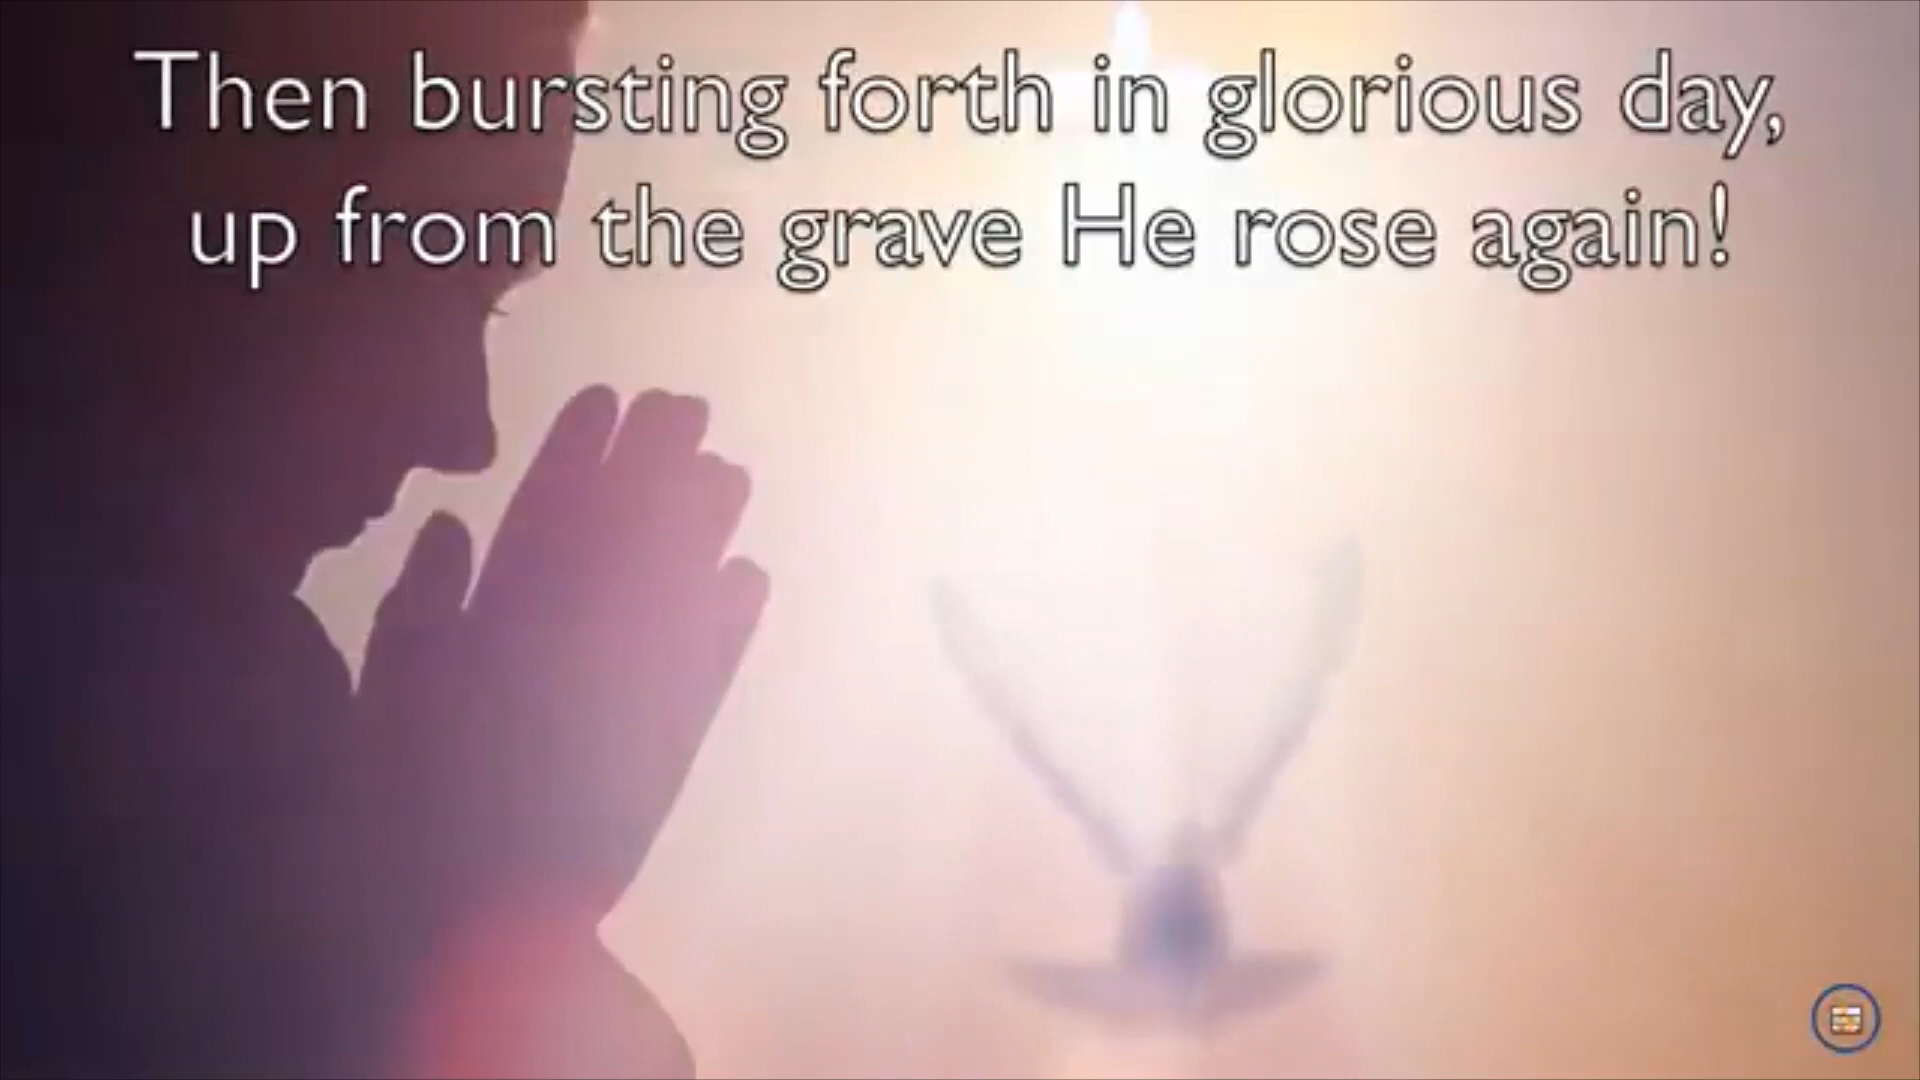 Then bursting forth in glorious day,
up from the grave He rose again!